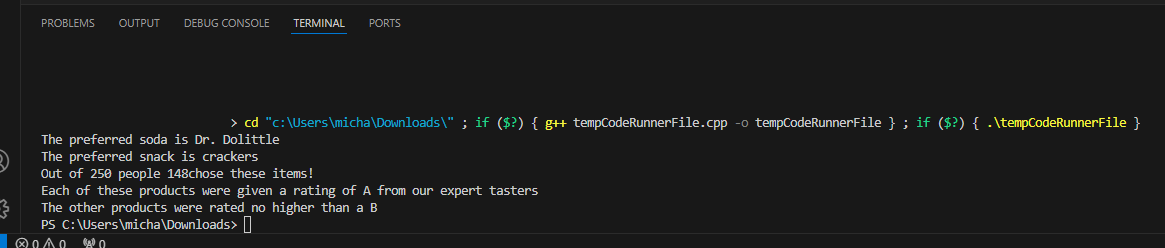 PROBLEMS OUTPUT DEBUG CONSOLE TERMINAL PORTS
> cd "c:\Users\micha\Downloads\" ; if ($?) { g++ tempCodeRunnerFile.cpp -o tempCodeRunnerFile } ; if ($?) { .\tempCodeRunnerFile }
The preferred soda is Dr. Dolittle
The preferred snack is crackers
Out of 250 people 148chose these items!
Each of these products were given a rating of A from our expert tasters
The other products were rated no higher than a B
PS C:\Users\micha\Downloads>
0 0 0